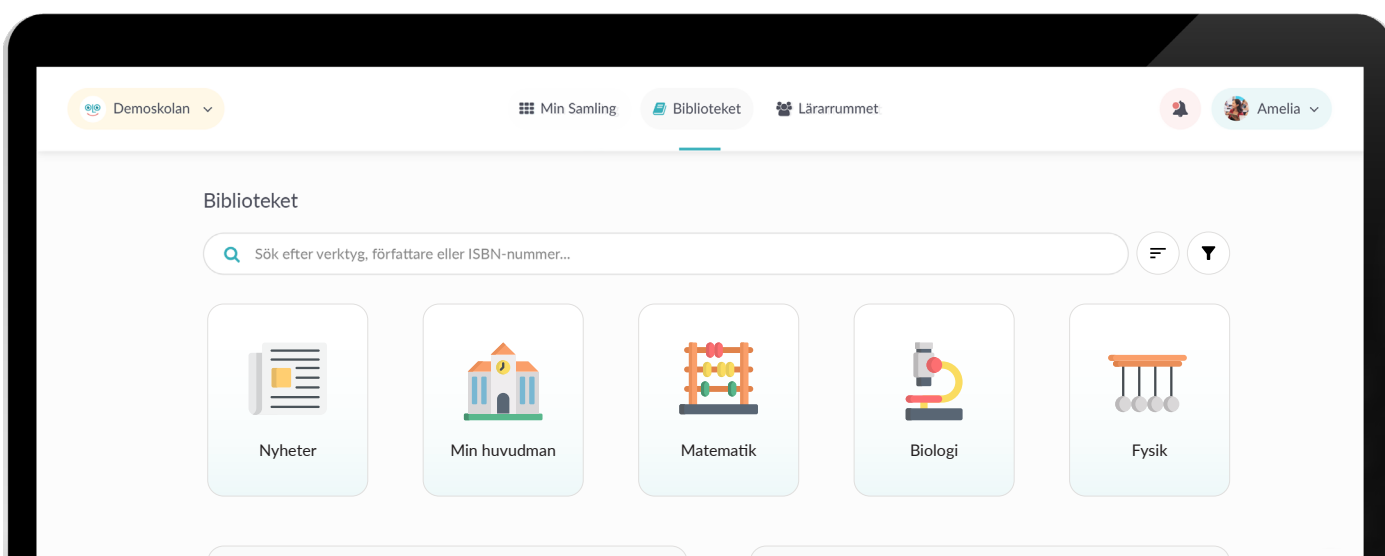 Demoskolan
Min Samling
Biblioteket
Lärarrummet
Amelia
Biblioteket
Sök efter verktyg, författare eller ISBN-nummer...
Nyheter
Min huvudman
Matematik
Biologi
Fysik